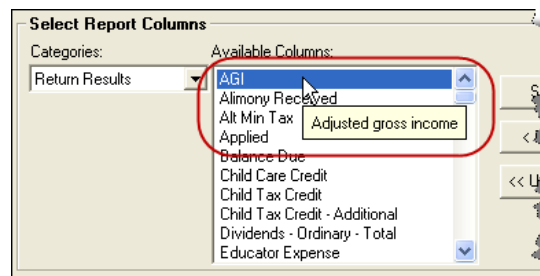 Select Report Columns
Categories:
Available Columns:
Return Results
AGI
Alimony Received
Alt Min Tax
Adjusted gross income
Applied
Balance Due
Child Care Credit
Child Tax Credit
Child Tax Credit - Additional
Dividends - Ordinary - Total
Educator Expense
S
<
<< U